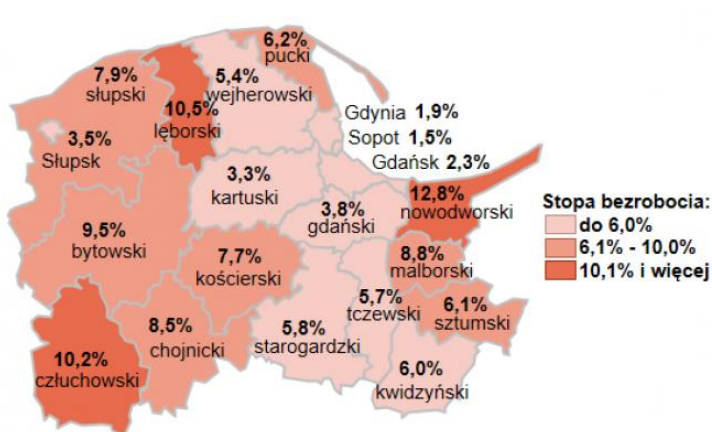 6,2%
pucki
7,9%
słupski
5,4%
wejherowski
10,5%
lęborski
Gdynia 1,9%
Sopot 1,5%
Gdańsk 2,3%
3,5%
Słupsk
3,3%
kartuski
12,8%
nowodworski
3,8%
gdański
Stopa bezrobocia:
do 6,0%
6,1% - 10,0%
10,1% i więcej
9,5%
bytowski
7,7%
kościerski
8,8%
malborski
5,7%
tczewski
6,1%
sztumski
8,5%
chojnicki
5,8%
starogardzki
10,2%
człuchowski
6,0%
kwidzyński